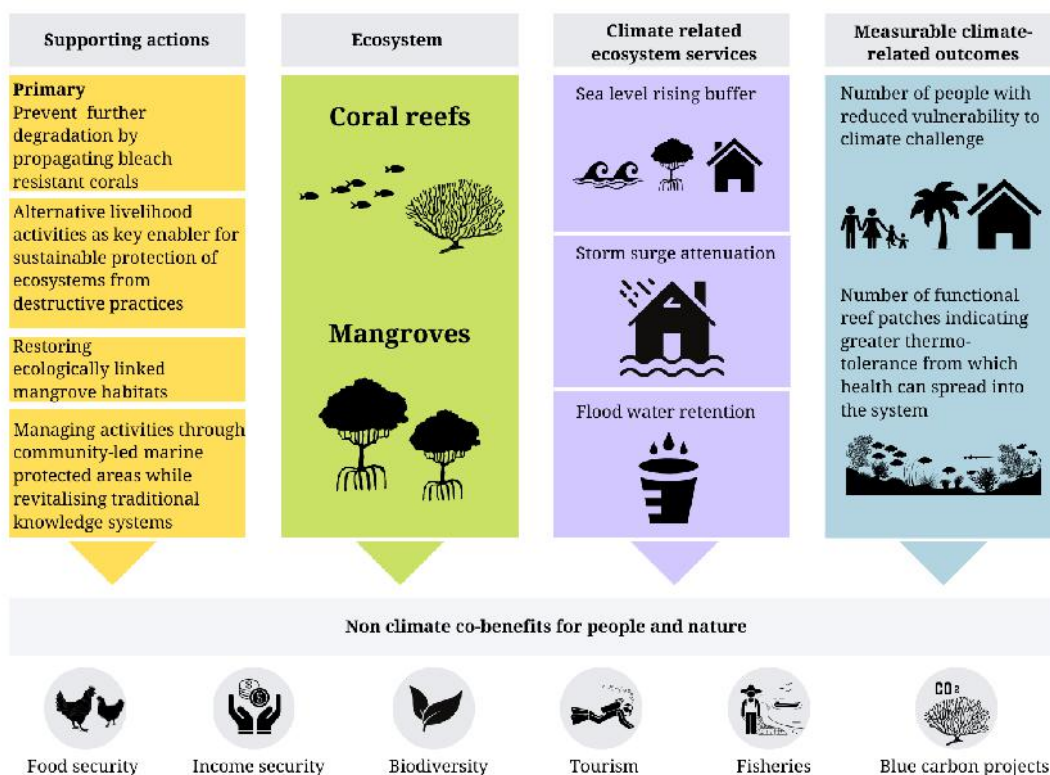 Supporting actions
Primary
Prevent further
degradation by
propagating bleach
resistant corals
Alternative livelihood
activities as key enabler for
sustainable protection of
ecosystems from
destructive practices
Restoring
ecologically linked
mangrove habitats
Managing activities through
community-led marine
protected areas while
revitalising traditional
knowledge systems
Ecosystem
Coral reefs
Mangroves
Climate related
ecosystem services
Sea level rising buffer
Storm surge attenuation
Flood water retention
Measurable climate-
related outcomes
Number of people with
reduced vulnerability to
climate challenge
Number of functional
reef patches indicating
greater thermo-
tolerance from which
health can spread into
the system
Non climate co-benefits for people and nature
Food security
Income security
Biodiversity
Tourism
Fisheries
CO₂
Blue carbon projects